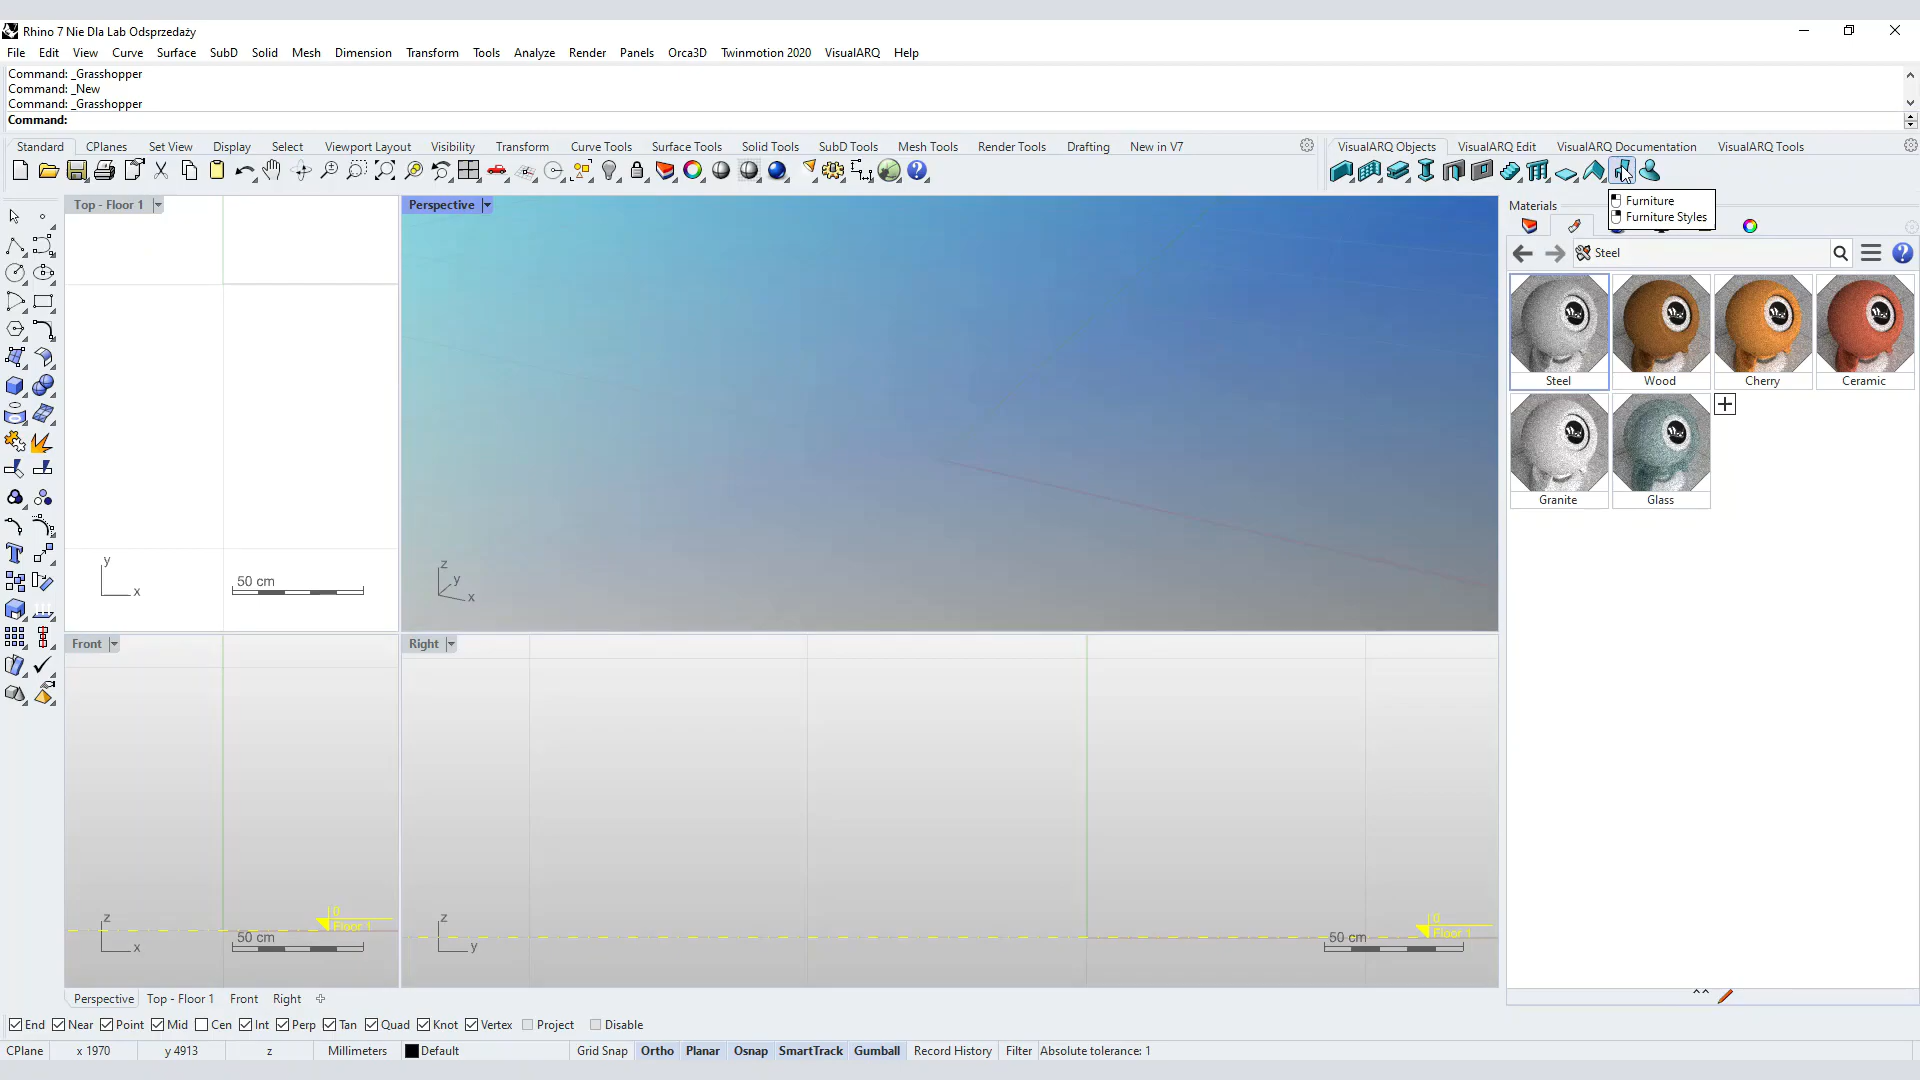 Rhino 7 Nie Dla Lab Odsprzedaży
File Edit View Curve Surface SubD Solid Mesh Dimension Transform Tools Analyze Render Panels Orca3D Twinmotion 2020 VisualARQ Help
Command: _Grasshopper
Command: _New
Command: _Grasshopper
Command:
Standard CPlanes Set View Display Select Viewport Layout Visibility Transform Curve Tools Surface Tools Solid Tools SubD Tools Mesh Tools Render Tools Drafting New in V7
VisualARQ Objects VisualARQ Edit VisualARQ Documentation VisualARQ Tools
Furniture
Furniture Styles
Materials
Steel
Steel Wood Cherry Ceramic
Granite Glass
Top - Floor 1
y
x
50 cm
Perspective
z
y
x
Front
z
x
0
Floor 1
50 cm
Right
z
y
0
Floor 1
50 cm
Perspective Top - Floor 1 Front Right
End Near Point Mid Cen Int Perp Tan Quad Knot Vertex Project Disable
CPlane x 1970 y 4913 z Millimeters Default Grid Snap Ortho Planar Osnap SmartTrack Gumball Record History Filter Absolute tolerance: 1